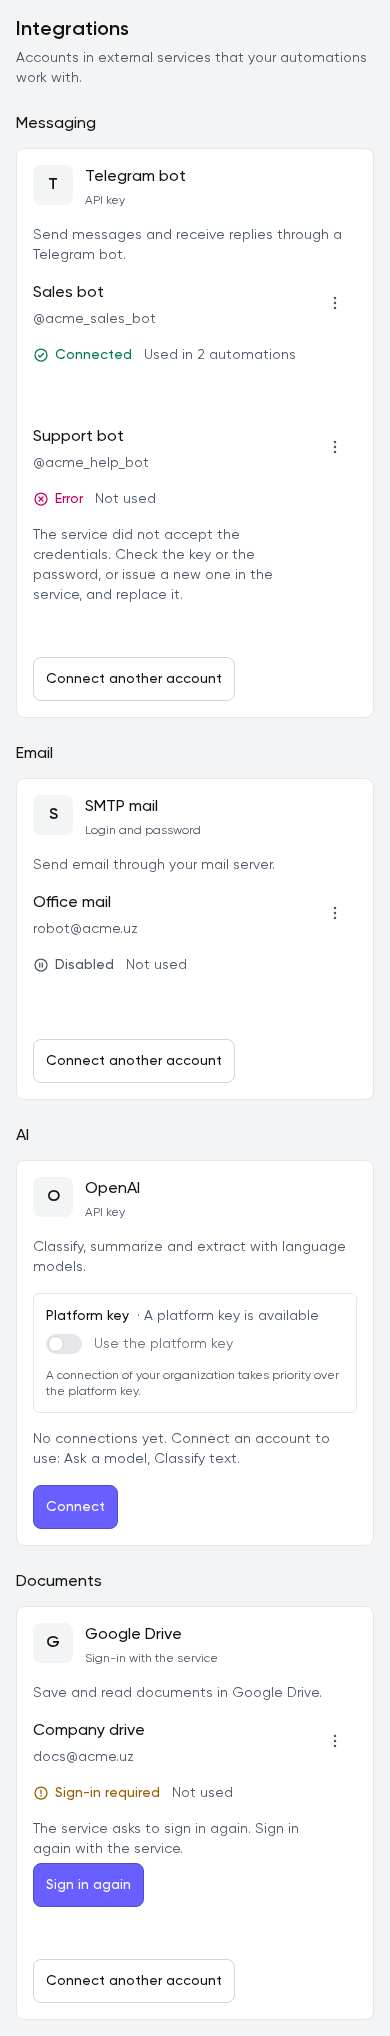 Integrations
Accounts in external services that your automations
work with.
Messaging
T
Telegram bot
API key
Send messages and receive replies through a
Telegram bot.
Sales bot
@acme_sales_bot
Connected Used in 2 automations
Support bot
@acme_help_bot
Error Not used
The service did not accept the
credentials. Check the key or the
password, or issue a new one in the
service, and replace it.
Connect another account
Email
S
SMTP mail
Login and password
Send email through your mail server.
Office mail
robot@acme.uz
Disabled Not used
Connect another account
AI
O
OpenAI
API key
Classify, summarize and extract with language
models.
Platform key · A platform key is available
Use the platform key
A connection of your organization takes priority over
the platform key.
No connections yet. Connect an account to
use: Ask a model, Classify text.
Connect
Documents
G
Google Drive
Sign-in with the service
Save and read documents in Google Drive.
Company drive
docs@acme.uz
Sign-in required Not used
The service asks to sign in again. Sign in
again with the service.
Sign in again
Connect another account